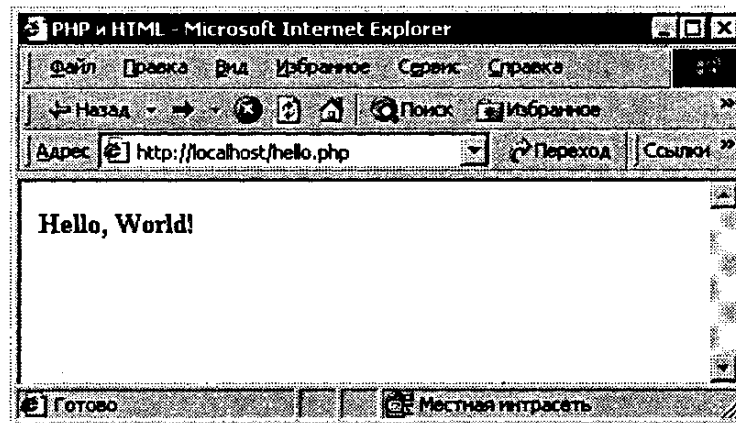 PHP и HTML - Microsoft Internet Explorer
Файл Правка Вид Избранное Сервис Справка
Назад Поиск Избранное »
Адрес http://localhost/hello.php Переход Ссылки »
Hello, World!
Готово Местная интрасеть